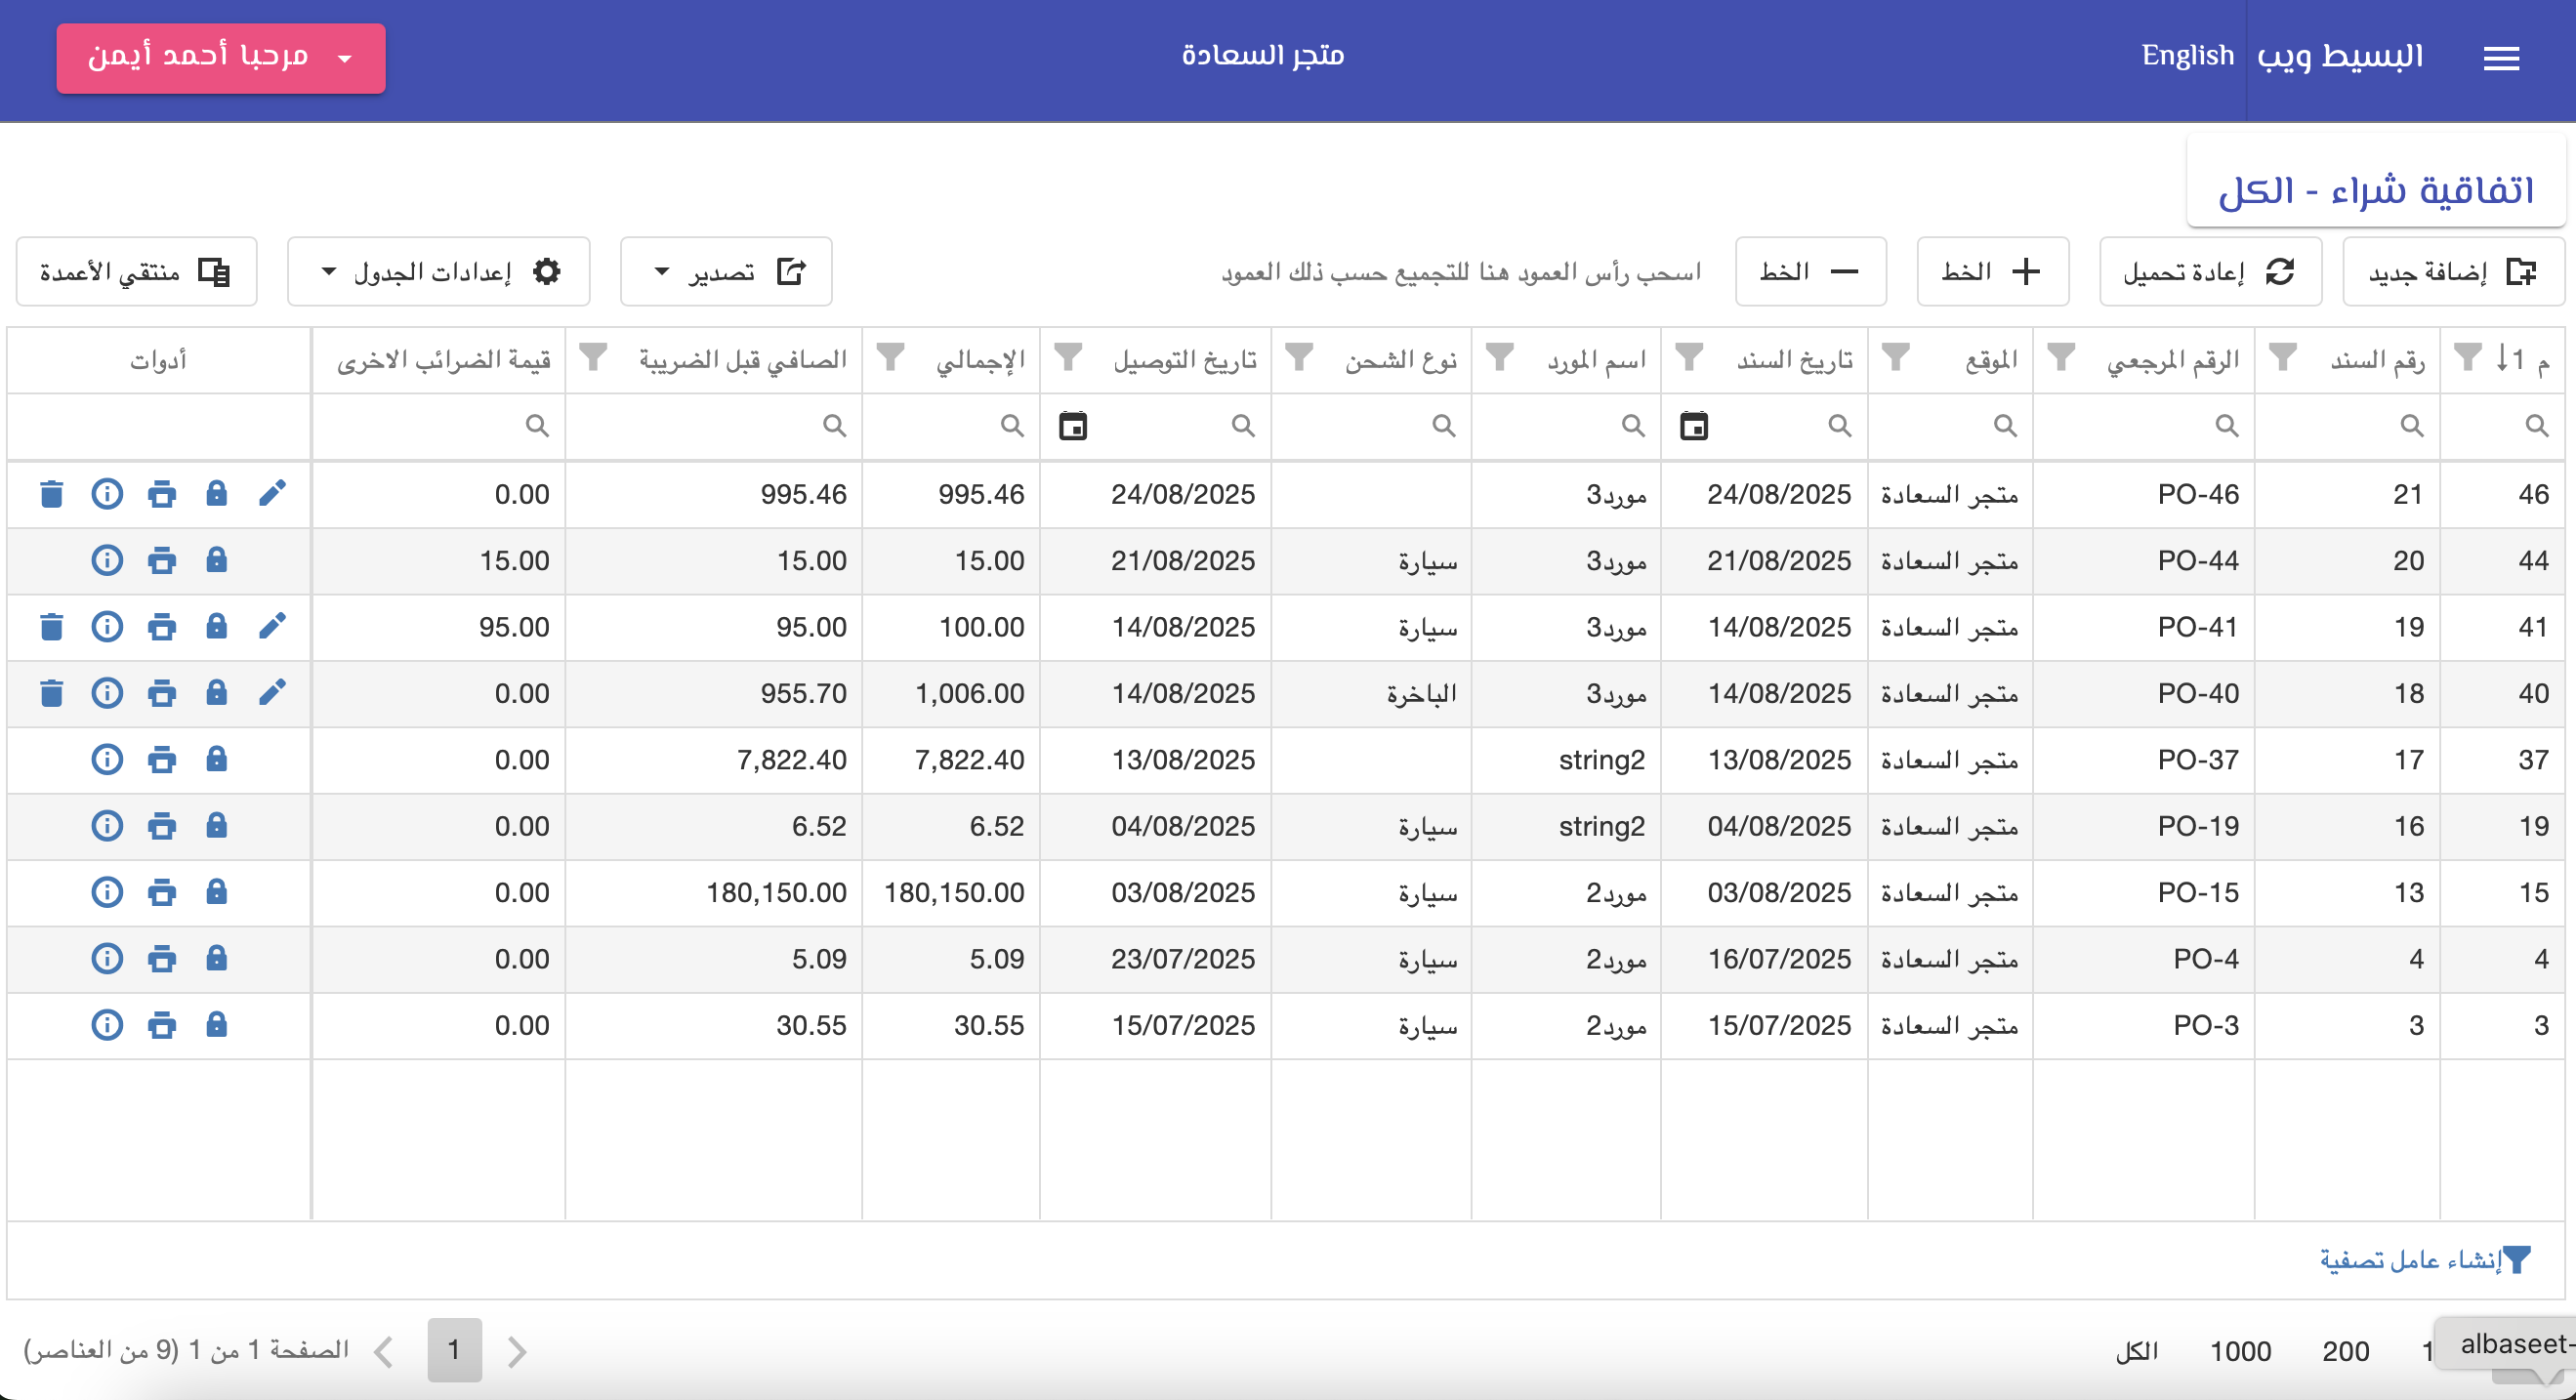 البسيط ويب English متجر السعادة مرحبا أحمد أيمن
اتفاقية شراء - الكل
إضافة جديد إعادة تحميل الخط الخط اسحب رأس العمود هنا للتجميع حسب ذلك العمود تصدير إعدادات الجدول منتقي الأعمدة
م 1 رقم السند الرقم المرجعي الموقع تاريخ السند اسم المورد نوع الشحن تاريخ التوصيل الإجمالي الصافي قبل الضريبة قيمة الضرائب الاخرى أدوات
46 21 PO-46 متجر السعادة 24/08/2025 مورد3 24/08/2025 995.46 995.46 0.00
44 20 PO-44 متجر السعادة 21/08/2025 مورد3 سيارة 21/08/2025 15.00 15.00 15.00
41 19 PO-41 متجر السعادة 14/08/2025 مورد3 سيارة 14/08/2025 100.00 95.00 95.00
40 18 PO-40 متجر السعادة 14/08/2025 مورد3 الباخرة 14/08/2025 1,006.00 955.70 0.00
37 17 PO-37 متجر السعادة 13/08/2025 string2 13/08/2025 7,822.40 7,822.40 0.00
19 16 PO-19 متجر السعادة 04/08/2025 string2 سيارة 04/08/2025 6.52 6.52 0.00
15 13 PO-15 متجر السعادة 03/08/2025 مورد2 سيارة 03/08/2025 180,150.00 180,150.00 0.00
4 4 PO-4 متجر السعادة 16/07/2025 مورد2 سيارة 23/07/2025 5.09 5.09 0.00
3 3 PO-3 متجر السعادة 15/07/2025 مورد2 سيارة 15/07/2025 30.55 30.55 0.00
إنشاء عامل تصفية
albaseet- 200 1000 الكل 1 الصفحة 1 من 1 (9 من العناصر)